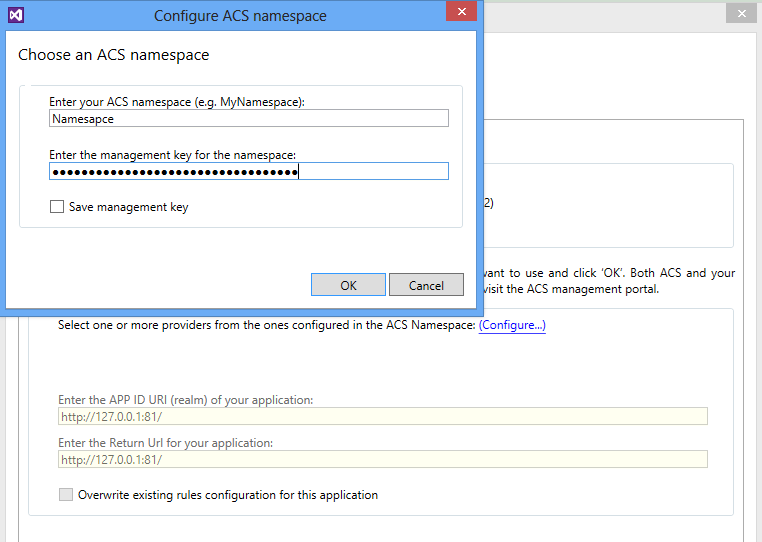 Configure ACS namespace
Choose an ACS namespace
Enter your ACS namespace (e.g. MyNamespace):
Namesapce
Enter the management key for the namespace:
●●●●●●●●●●●●●●●●●●●●●●●●●●●●●●●●●●
Save management key
2)
OK
Cancel
want to use and click 'OK'. Both ACS and your
visit the ACS management portal.
Select one or more providers from the ones configured in the ACS Namespace: (Configure...)
Enter the APP ID URI (realm) of your application:
http://127.0.0.1:81/
Enter the Return Url for your application:
http://127.0.0.1:81/
Overwrite existing rules configuration for this application